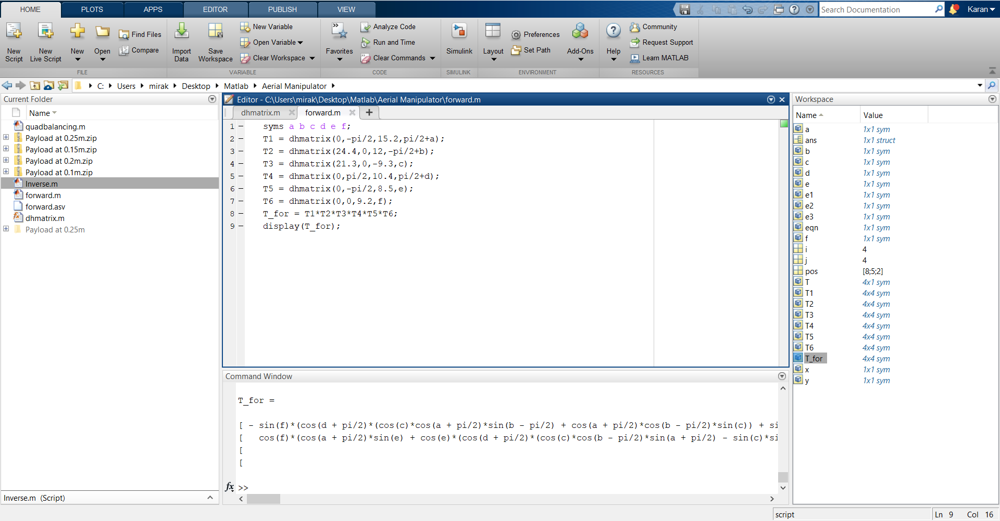 HOME PLOTS APPS EDITOR PUBLISH VIEW Search Documentation Karan
New Script
New Live Script
New
Open
Find Files
Compare
FILE
Import Data
Save Workspace
New Variable
Open Variable
Clear Workspace
VARIABLE
Favorites
Analyze Code
Run and Time
Clear Commands
CODE
Simulink
SIMULINK
Layout
Preferences
Set Path
Add-Ons
ENVIRONMENT
Help
Community
Request Support
Learn MATLAB
RESOURCES
C: Users mirak Desktop Matlab Aerial Manipulator
Current Folder
Name
quadbalancing.m
Payload at 0.25m.zip
Payload at 0.15m.zip
Payload at 0.2m.zip
Payload at 0.1m.zip
Inverse.m
forward.m
forward.asv
dhmatrix.m
Payload at 0.25m
Inverse.m (Script)
Editor - C:\Users\mirak\Desktop\Matlab\Aerial Manipulator\forward.m
dhmatrix.m forward.m
1 - syms a b c d e f;
2 - T1 = dhmatrix(0,-pi/2,15.2,pi/2+a);
3 - T2 = dhmatrix(24.4,0,12,-pi/2+b);
4 - T3 = dhmatrix(21.3,0,-9.3,c);
5 - T4 = dhmatrix(0,pi/2,10.4,pi/2+d);
6 - T5 = dhmatrix(0,-pi/2,8.5,e);
7 - T6 = dhmatrix(0,0,9.2,f);
8 - T_for = T1*T2*T3*T4*T5*T6;
9 - display(T_for);
Command Window
T_for =
[ - sin(f)*(cos(d + pi/2)*(cos(c)*cos(a + pi/2)*sin(b - pi/2) + cos(a + pi/2)*cos(b - pi/2)*sin(c)) + si
[ cos(f)*(cos(a + pi/2)*sin(e) + cos(e)*(cos(d + pi/2)*(cos(c)*cos(b - pi/2)*sin(a + pi/2) - sin(c)*si
[
[
fx >>
Workspace
Name Value
a 1x1 sym
ans 1x1 struct
b 1x1 sym
c 1x1 sym
d 1x1 sym
e 1x1 sym
e1 1x1 sym
e2 1x1 sym
e3 1x1 sym
eqn 1x1 sym
f 1x1 sym
i 4
j 4
pos [8;5;2]
T 4x1 sym
T1 4x4 sym
T2 4x4 sym
T3 4x4 sym
T4 4x4 sym
T5 4x4 sym
T6 4x4 sym
T_for 4x4 sym
x 1x1 sym
y 1x1 sym
script Ln 9 Col 16